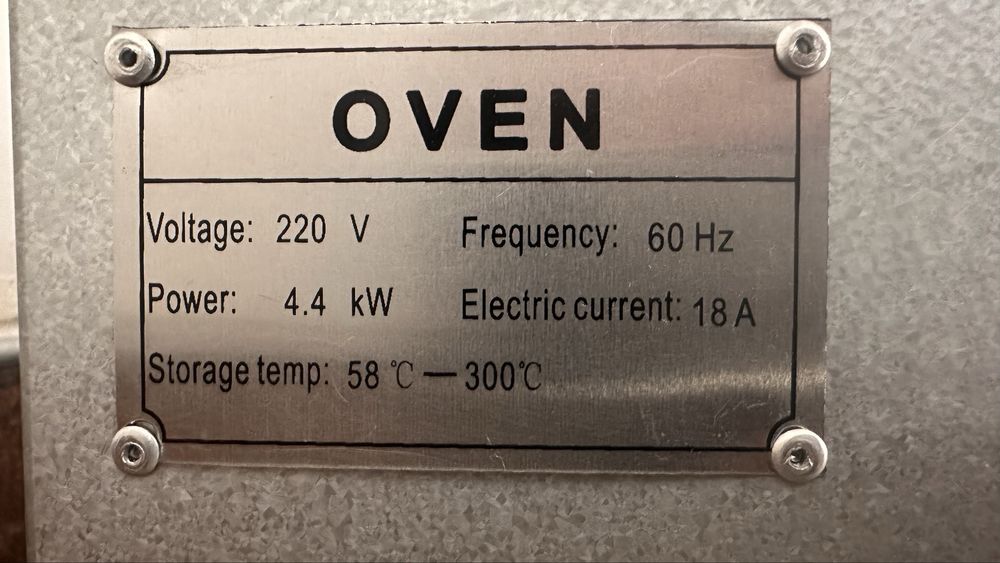 OVEN
Voltage: 220 V Frequency: 60 Hz
Power: 4.4 kW Electric current: 18 A
Storage temp: 58 ℃ — 300℃